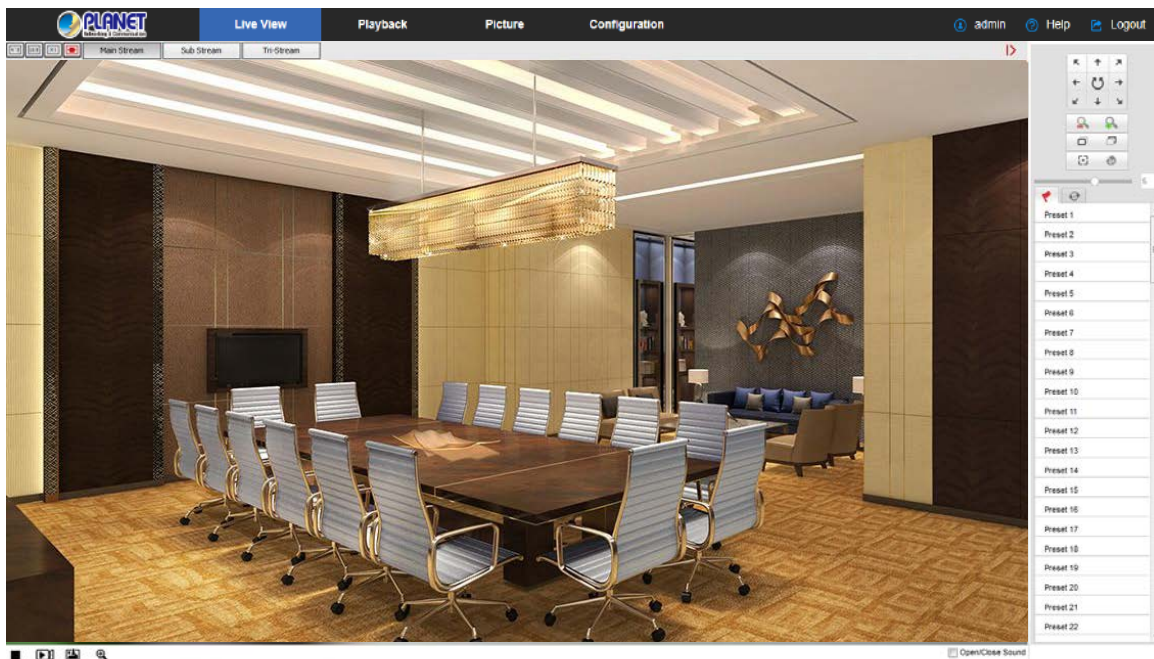 PLANET
Networking & Communication
Live View
Playback
Picture
Configuration
admin
Help
Logout
Main Stream
Sub Stream
Tri-Stream
5
Preset 1
Preset 2
Preset 3
Preset 4
Preset 5
Preset 6
Preset 7
Preset 8
Preset 9
Preset 10
Preset 11
Preset 12
Preset 13
Preset 14
Preset 15
Preset 16
Preset 17
Preset 18
Preset 19
Preset 20
Preset 21
Preset 22
Open/Close Sound